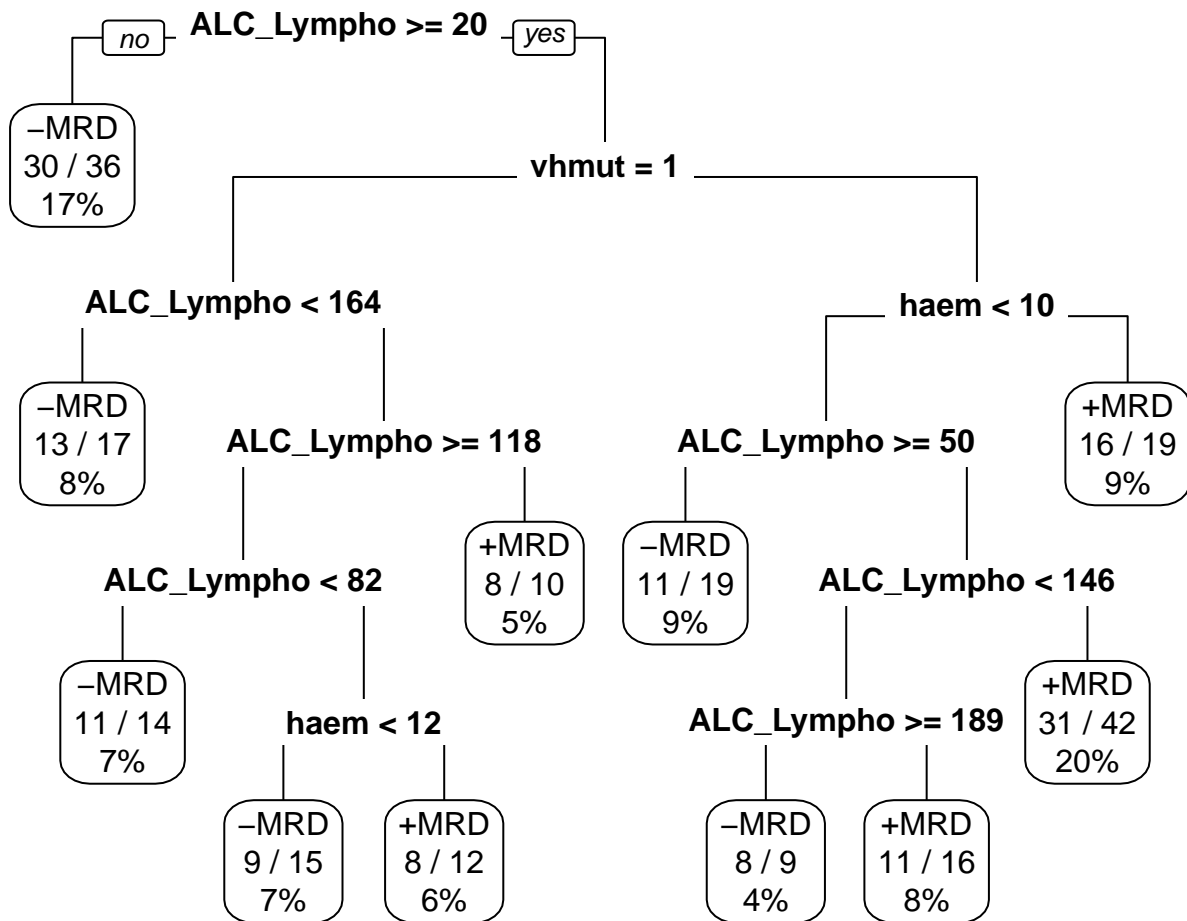 ALC_Lympho >= 20
no
yes
–MRD
30 / 36
17%
vhmut = 1
ALC_Lympho < 164
haem < 10
–MRD
13 / 17
8%
ALC_Lympho >= 118
ALC_Lympho >= 50
+MRD
16 / 19
9%
ALC_Lympho < 82
+MRD
8 / 10
5%
–MRD
11 / 19
9%
ALC_Lympho < 146
–MRD
11 / 14
7%
haem < 12
ALC_Lympho >= 189
+MRD
31 / 42
20%
–MRD
9 / 15
7%
+MRD
8 / 12
6%
–MRD
8 / 9
4%
+MRD
11 / 16
8%